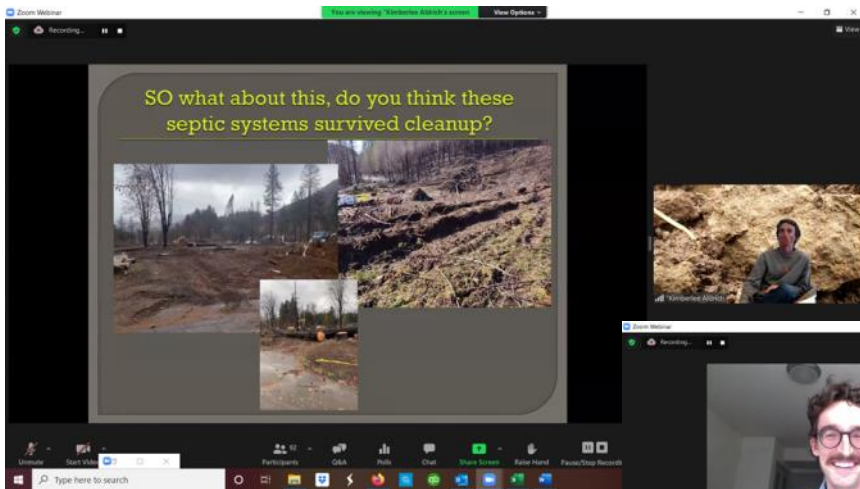 Zoom Webinar
You are viewing "Kimberlee Aldrich's screen
View Options
Recording...
View
SO what about this, do you think these
septic systems survived cleanup?
"Kimberlee Aldrich
Zoom Webinar
Recording...
Unmute
Start Video
Participants
92
Q&A
Polls
Chat
Share Screen
Raise Hand
Pause/Stop Recording
Type here to search